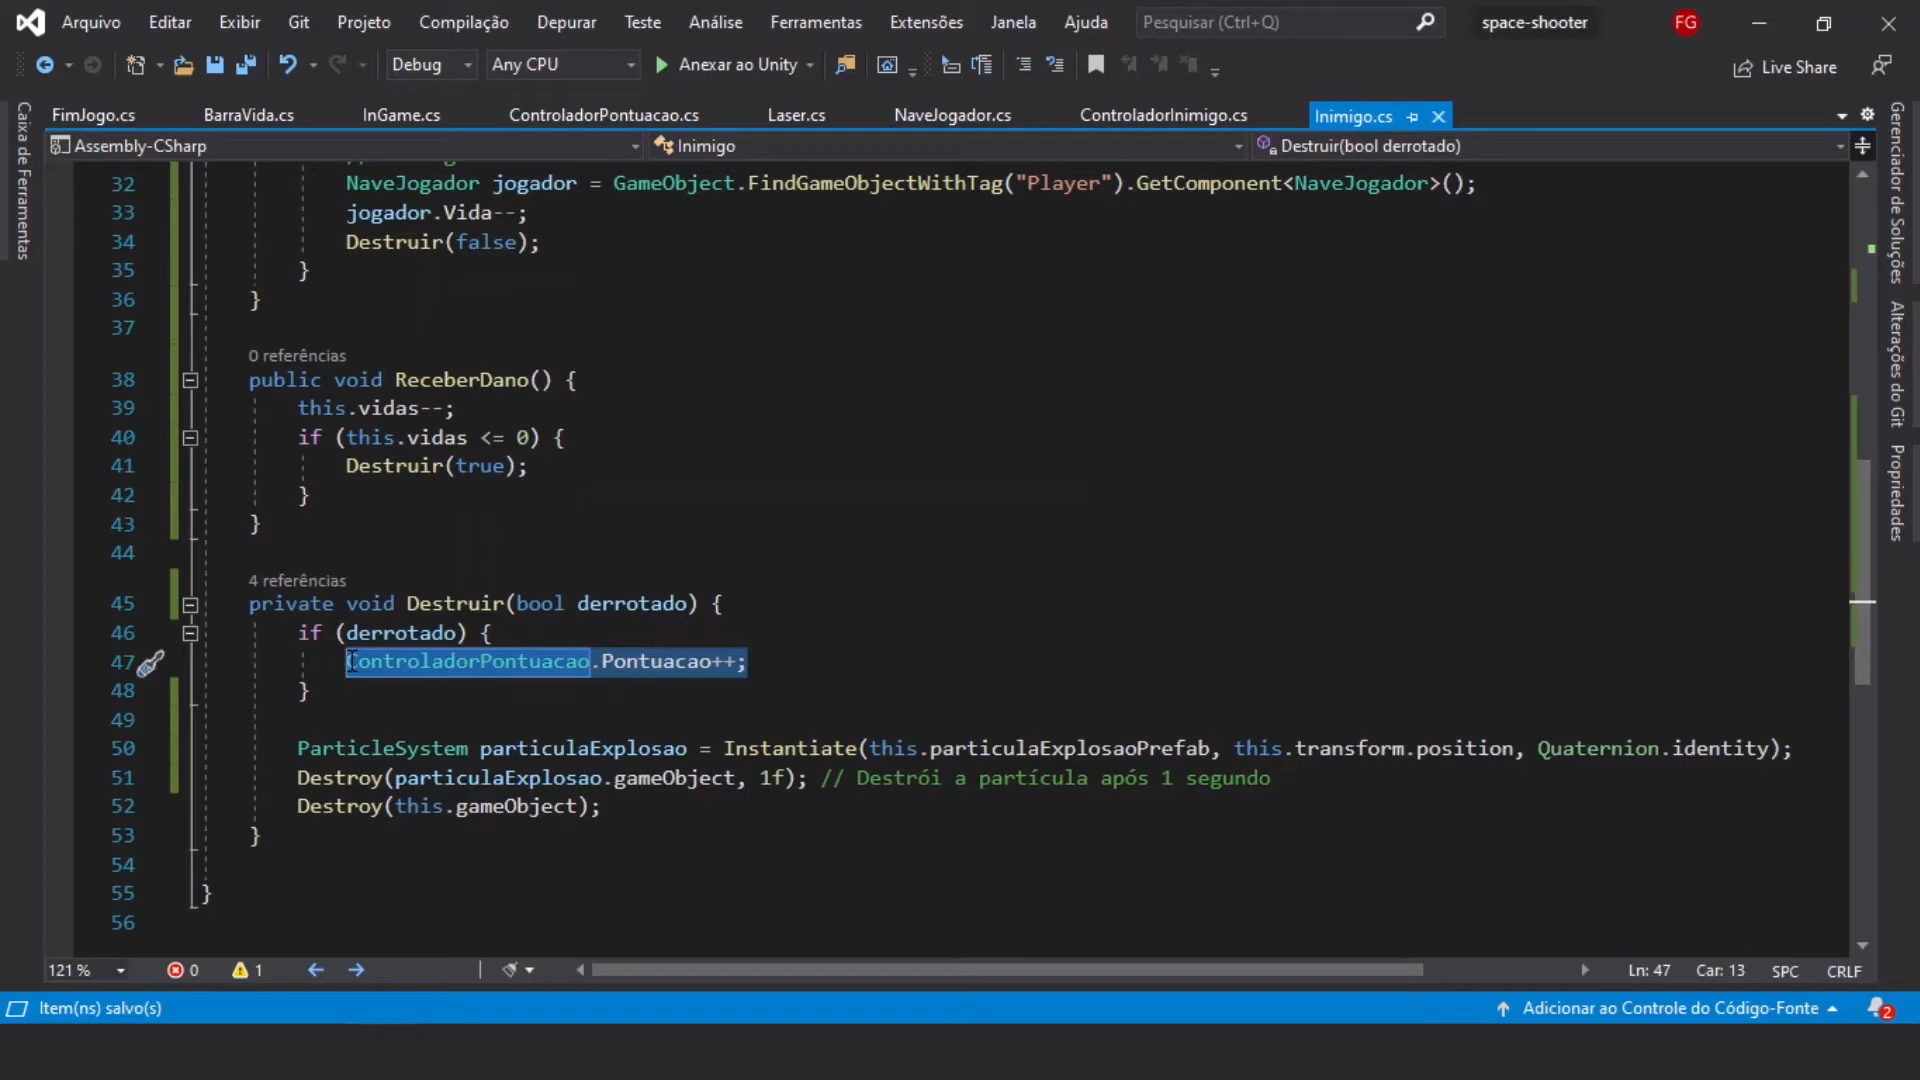 Arquivo Editar Exibir Git Projeto Compilação Depurar Teste Análise Ferramentas Extensões Janela Ajuda Pesquisar (Ctrl+Q) space-shooter FG
Debug Any CPU Anexar ao Unity Live Share
Caixa de Ferramentas
FimJogo.cs BarraVida.cs InGame.cs ControladorPontuacao.cs Laser.cs NaveJogador.cs ControladorInimigo.cs Inimigo.cs
Assembly-CSharp Inimigo Destruir(bool derrotado)
32 NaveJogador jogador = GameObject.FindGameObjectWithTag("Player").GetComponent<NaveJogador>();
33 jogador.Vida--;
34 Destruir(false);
35 }
36 }
37
0 referências
38 public void ReceberDano() {
39 this.vidas--;
40 if (this.vidas <= 0) {
41 Destruir(true);
42 }
43 }
44
4 referências
45 private void Destruir(bool derrotado) {
46 if (derrotado) {
47 ControladorPontuacao.Pontuacao++;
48 }
49
50 ParticleSystem particulaExplosao = Instantiate(this.particulaExplosaoPrefab, this.transform.position, Quaternion.identity);
51 Destroy(particulaExplosao.gameObject, 1f); // Destrói a partícula após 1 segundo
52 Destroy(this.gameObject);
53 }
54
55 }
56
Gerenciador de Soluções
Alterações do Git
Propriedades
121 % 0 1 Ln: 47 Car: 13 SPC CRLF
Item(ns) salvo(s) Adicionar ao Controle do Código-Fonte 2